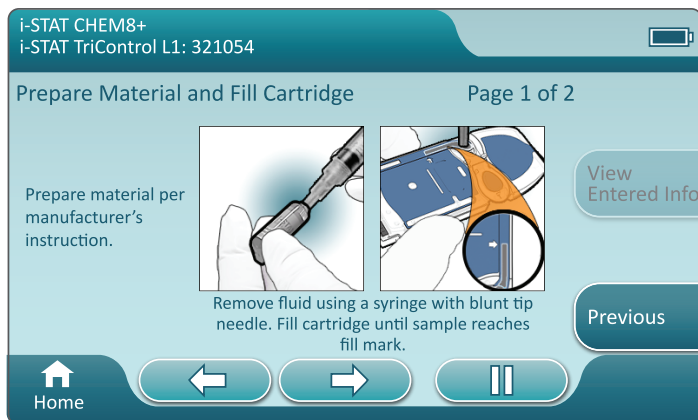 i-STAT CHEM8+
i-STAT TriControl L1: 321054
Prepare Material and Fill Cartridge
Page 1 of 2
Prepare material per
manufacturer's
instruction.
Remove fluid using a syringe with blunt tip
needle. Fill cartridge until sample reaches
fill mark.
View
Entered Info
Previous
Home